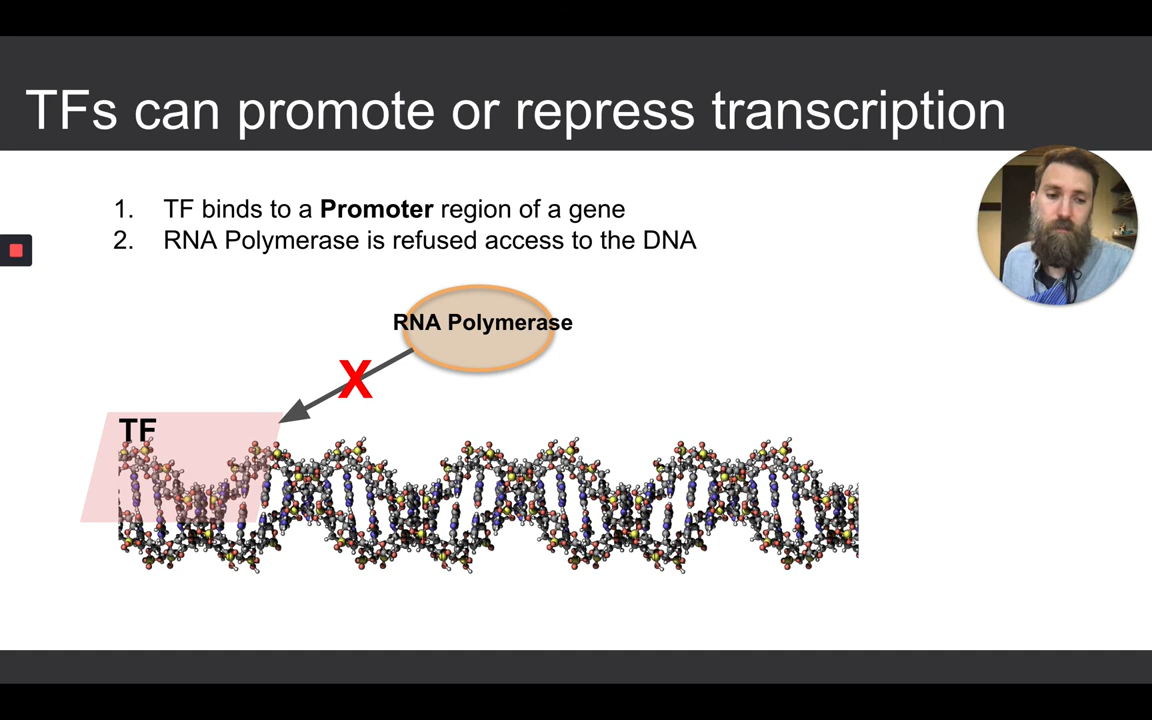 TFs can promote or repress transcription
1. TF binds to a Promoter region of a gene
2. RNA Polymerase is refused access to the DNA
RNA Polymerase
X
TF